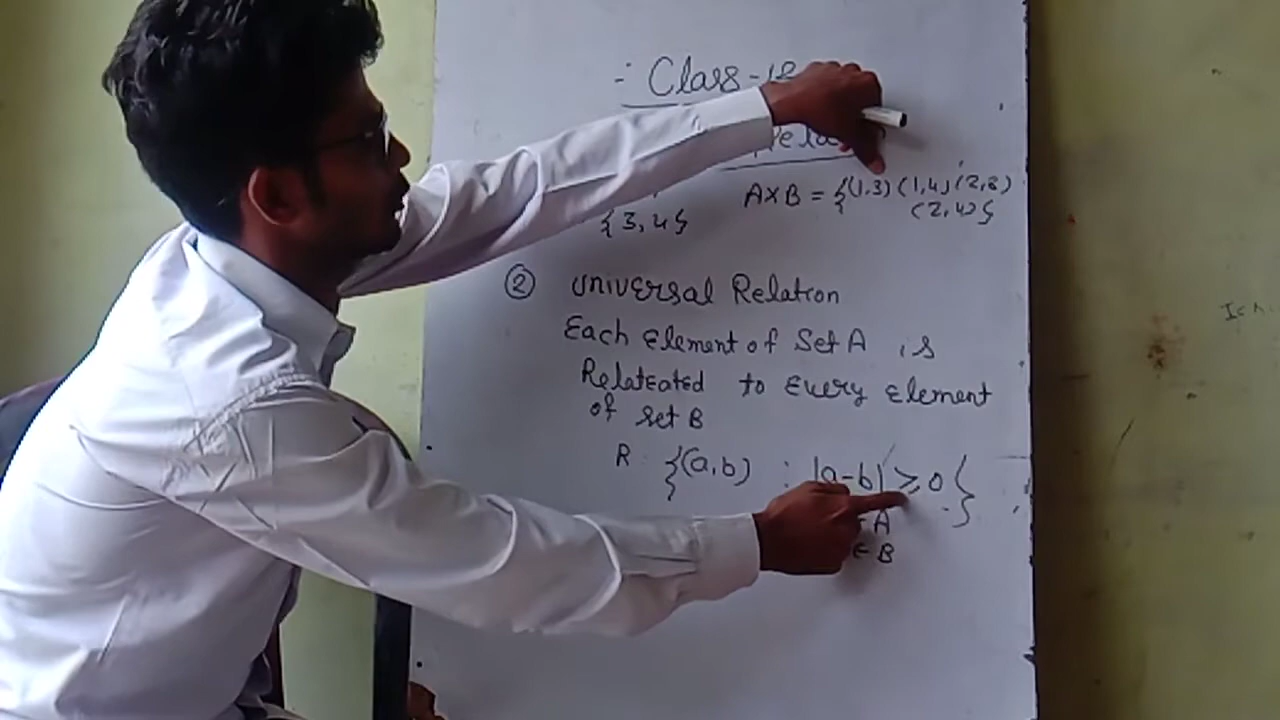 Class-12
{3,4} A×B = {(1,3)(1,4)(2,3)
(2,4)}
② Universal Relation
Each Element of Set A is
Relateated to Every Element
of set B
R {(a,b) : |a-b| ≥ 0}
A
∈ B